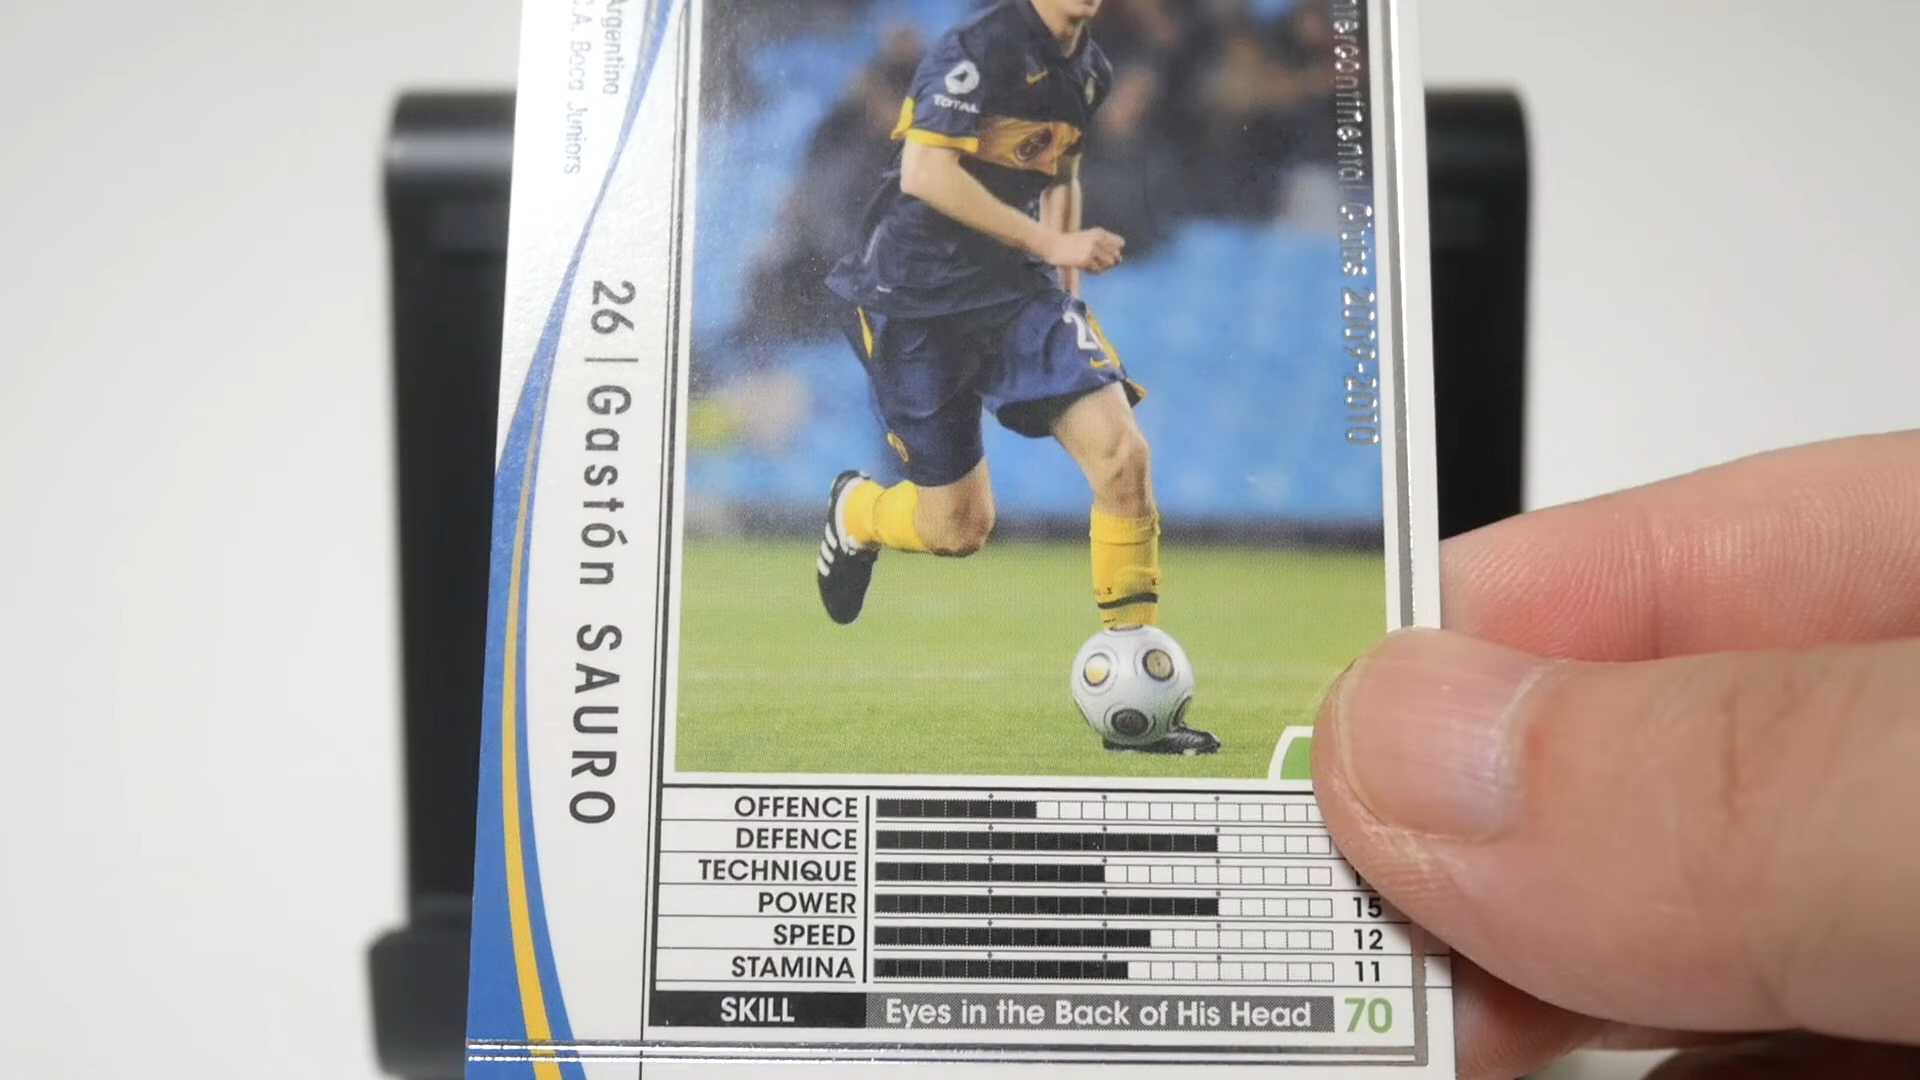 Argentina
C.A. Boca Juniors
26 | Gastón SAURO
Intercontinental Clubs 2009-2010
TOTAL
OFFENCE
DEFENCE
TECHNIQUE
POWER 15
SPEED 12
STAMINA 11
SKILL Eyes in the Back of His Head 70